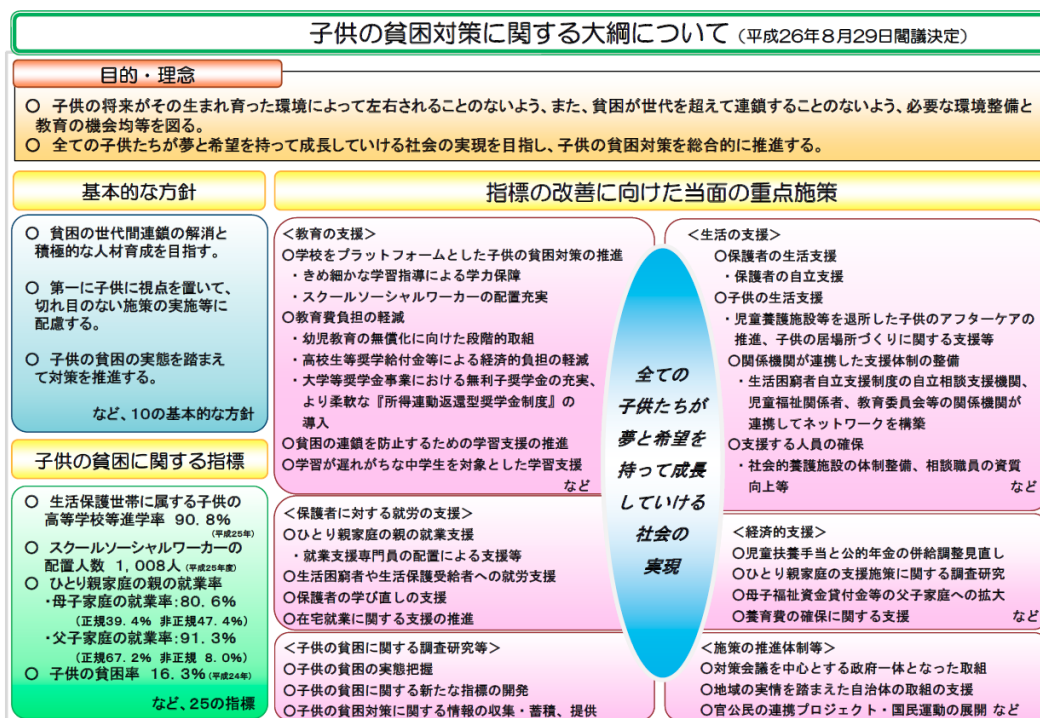 子供の貧困対策に関する大綱について(平成26年8月29日閣議決定)
目的・理念
○ 子供の将来がその生まれ育った環境によって左右されることのないよう、また、貧困が世代を超えて連鎖することのないよう、必要な環境整備と
教育の機会均等を図る。
○ 全ての子供たちが夢と希望を持って成長していける社会の実現を目指し、子供の貧困対策を総合的に推進する。
基本的な方針
○ 貧困の世代間連鎖の解消と
積極的な人材育成を目指す。
○ 第一に子供に視点を置いて、
切れ目のない施策の実施等に
配慮する。
○ 子供の貧困の実態を踏まえ
て対策を推進する。
など、10の基本的な方針
子供の貧困に関する指標
○ 生活保護世帯に属する子供の
高等学校等進学率 90.8%
(平成25年)
○ スクールソーシャルワーカーの
配置人数 1,008人(平成25年度)
○ ひとり親家庭の親の就業率
・母子家庭の就業率:80.6%
(正規39.4% 非正規47.4%)
・父子家庭の就業率:91.3%
(正規67.2% 非正規 8.0%)
○ 子供の貧困率 16.3%(平成24年)
など、25の指標
指標の改善に向けた当面の重点施策
<教育の支援>
○学校をプラットフォームとした子供の貧困対策の推進
・きめ細かな学習指導による学力保障
・スクールソーシャルワーカーの配置充実
○教育費負担の軽減
・幼児教育の無償化に向けた段階的取組
・高校生等奨学給付金等による経済的負担の軽減
・大学等奨学金事業における無利子奨学金の充実、
より柔軟な『所得連動返還型奨学金制度』の
導入
○貧困の連鎖を防止するための学習支援の推進
○学習が遅れがちな中学生を対象とした学習支援
など
<保護者に対する就労の支援>
○ひとり親家庭の親の就業支援
・就業支援専門員の配置による支援等
○生活困窮者や生活保護受給者への就労支援
○保護者の学び直しの支援
○在宅就業に関する支援の推進
<子供の貧困に関する調査研究等>
○子供の貧困の実態把握
○子供の貧困に関する新たな指標の開発
○子供の貧困対策に関する情報の収集・蓄積、提供
全ての
子供たちが
夢と希望を
持って成長
していける
社会の
実現
<生活の支援>
○保護者の生活支援
・保護者の自立支援
○子供の生活支援
・児童養護施設等を退所した子供のアフターケアの
推進、子供の居場所づくりに関する支援等
○関係機関が連携した支援体制の整備
・生活困窮者自立支援制度の自立相談支援機関、
児童福祉関係者、教育委員会等の関係機関が
連携してネットワークを構築
○支援する人員の確保
・社会的養護施設の体制整備、相談職員の資質
向上等 など
<経済的支援>
○児童扶養手当と公的年金の併給調整見直し
○ひとり親家庭の支援施策に関する調査研究
○母子福祉資金貸付金等の父子家庭への拡大
○養育費の確保に関する支援 など
<施策の推進体制等>
○対策会議を中心とする政府一体となった取組
○地域の実情を踏まえた自治体の取組の支援
○官公民の連携プロジェクト・国民運動の展開 など